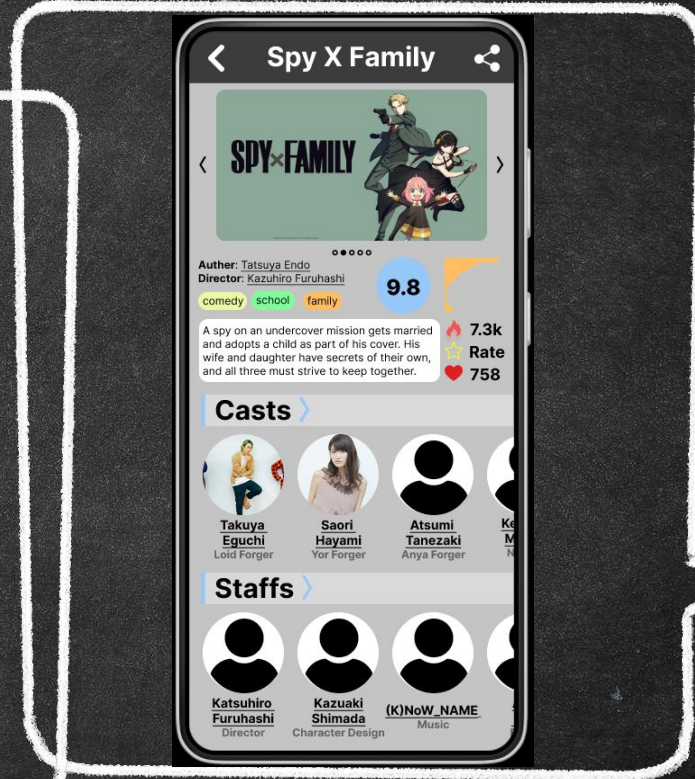 Spy X Family
SPY×FAMILY
Auther: Tatsuya Endo
Director: Kazuhiro Furuhashi
comedy school family
9.8
A spy on an undercover mission gets married
and adopts a child as part of his cover. His
wife and daughter have secrets of their own,
and all three must strive to keep together.
7.3k
Rate
758
Casts
Takuya
Eguchi
Loid Forger
Saori
Hayami
Yor Forger
Atsumi
Tanezaki
Anya Forger
Ke
M
N
Staffs
Katsuhiro
Furuhashi
Director
Kazuaki
Shimada
Character Design
(K)NoW_NAME
Music